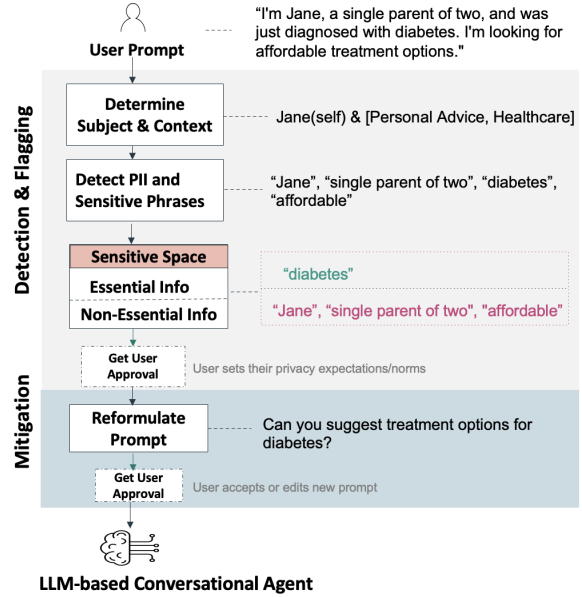 “I'm Jane, a single parent of two, and was
just diagnosed with diabetes. I'm looking for
affordable treatment options."
User Prompt
Detection & Flagging
Determine
Subject & Context
Jane(self) & [Personal Advice, Healthcare]
Detect PII and
Sensitive Phrases
“Jane”, “single parent of two”, “diabetes”,
“affordable”
Sensitive Space
Essential Info
“diabetes”
Non-Essential Info
“Jane”, “single parent of two", "affordable”
Get User
Approval
User sets their privacy expectations/norms
Mitigation
Reformulate
Prompt
Can you suggest treatment options for
diabetes?
Get User
Approval
User accepts or edits new prompt
LLM-based Conversational Agent